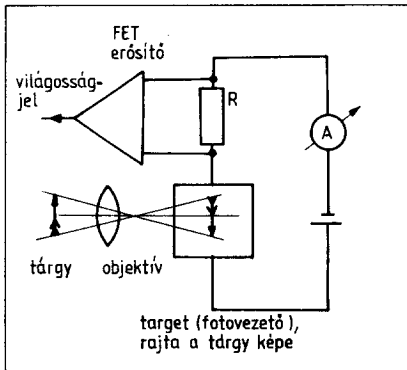 FET
erősítő
világosság-
jel
R
A
tárgy
objektív
target (fotovezető),
rajta a tárgy képe